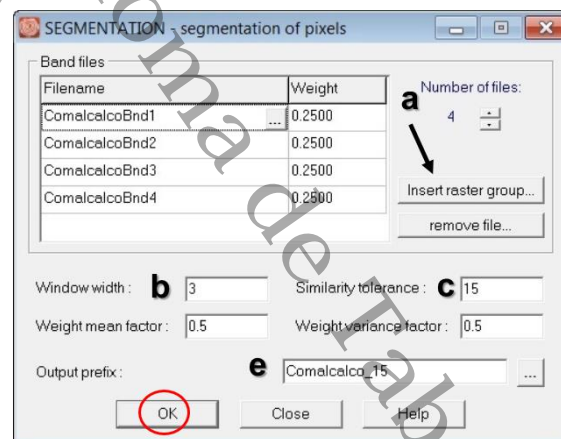 SEGMENTATION - segmentation of pixels
Band files
Filename Weight
ComalcalcoBnd1 ... 0.2500
ComalcalcoBnd2 0.2500
ComalcalcoBnd3 0.2500
ComalcalcoBnd4 0.2500
a
Number of files:
4
Insert raster group...
remove file...
Window width : b 3
Similarity tolerance : c 15
Weight mean factor : 0.5
Weight variance factor : 0.5
Output prefix : e Comalcalco_15 ...
OK Close Help
de Tab